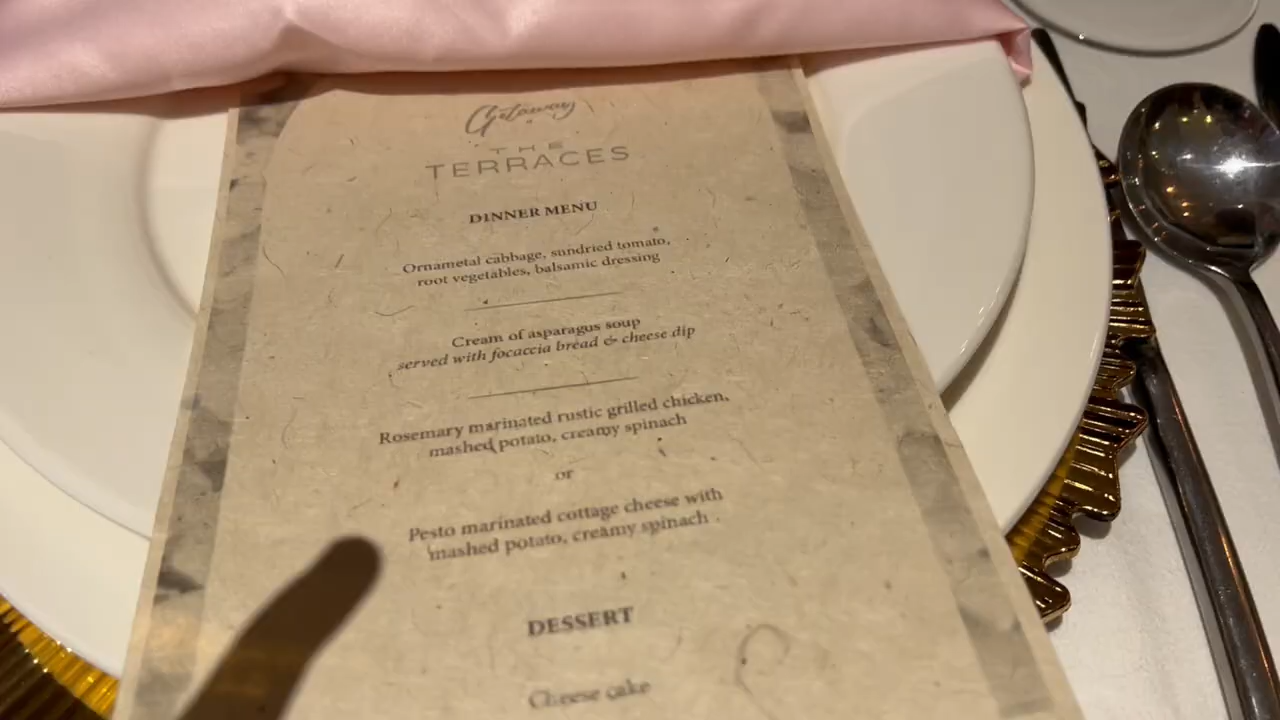 Getaway
THE
TERRACES
DINNER MENU
Ornametal cabbage, sundried tomato,
root vegetables, balsamic dressing
Cream of asparagus soup
served with focaccia bread & cheese dip
Rosemary marinated rustic grilled chicken,
mashed potato, creamy spinach
or
Pesto marinated cottage cheese with
mashed potato, creamy spinach
DESSERT
Cheese cake